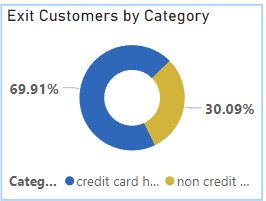 Exit Customers by Category
69.91%
30.09%
Categ... credit card h... non credit ...